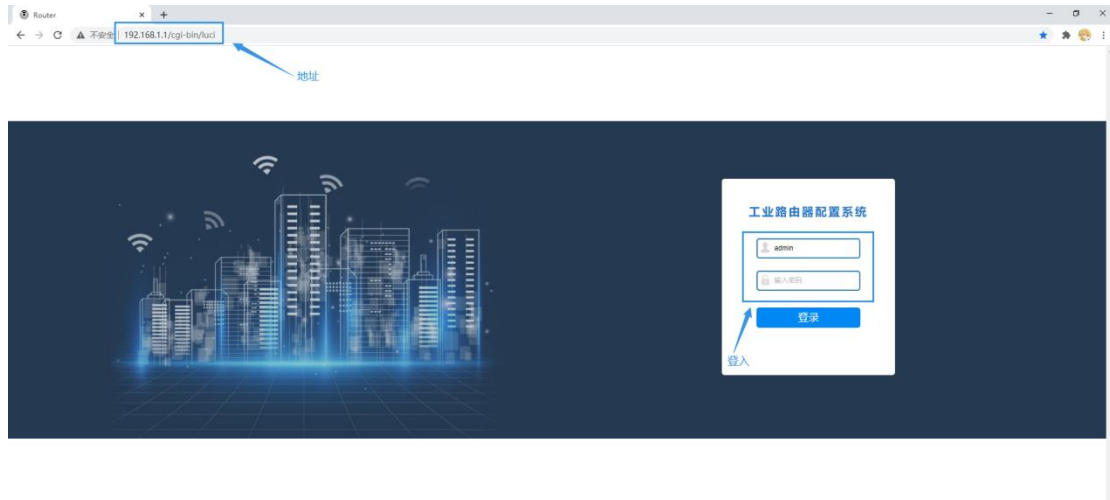 Router
不安全 | 192.168.1.1/cgi-bin/luci
地址
工业路由器配置系统
admin
输入密码
登录
登入